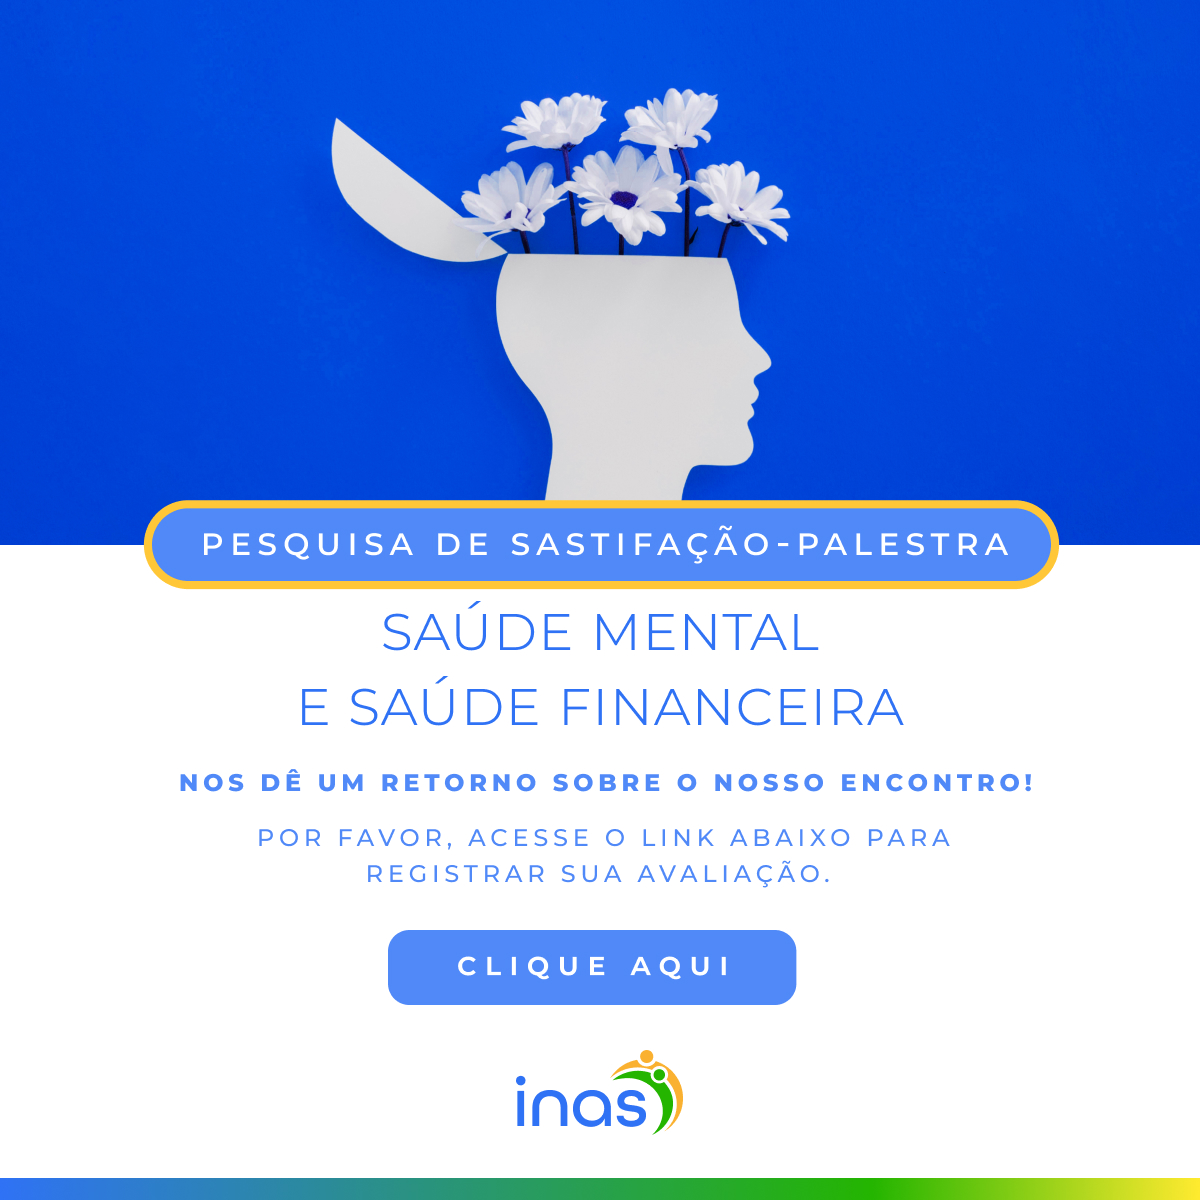 PESQUISA DE SASTIFAÇÃO-PALESTRA
SAÚDE MENTAL
E SAÚDE FINANCEIRA
NOS DÊ UM RETORNO SOBRE O NOSSO ENCONTRO!
POR FAVOR, ACESSE O LINK ABAIXO PARA
REGISTRAR SUA AVALIAÇÃO.
CLIQUE AQUI
inas